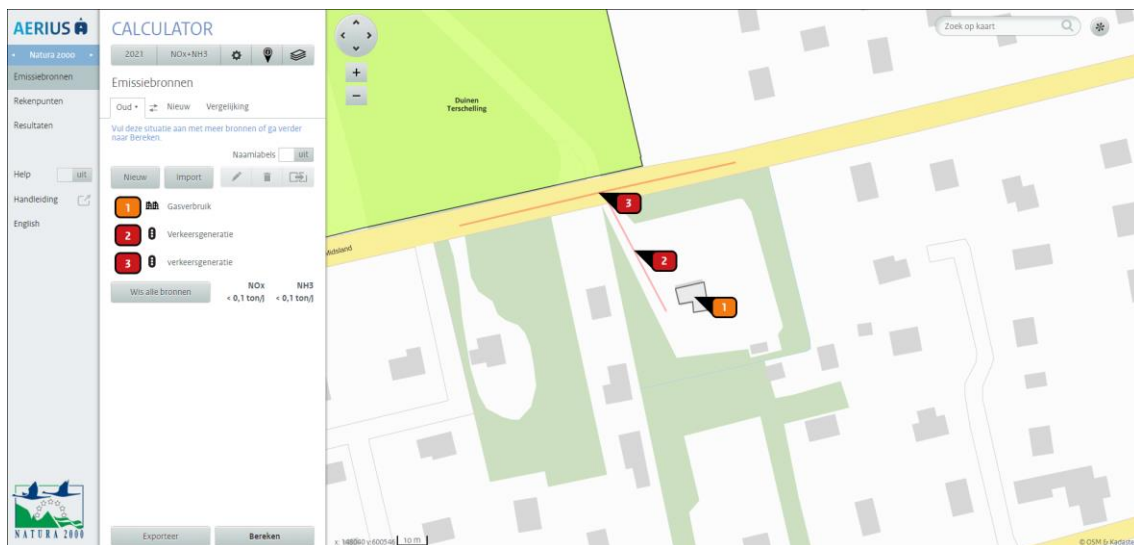 AERIUS
Natura 2000
Emissiebronnen
Rekenpunten
Resultaten
Help
uit
Handleiding
English
NATURA 2000
CALCULATOR
2021
NOx+NH3
Emissiebronnen
Oud
Nieuw
Vergelijking
Vul deze situatie aan met meer bronnen of ga verder
naar Bereken.
Naamlabels
uit
Nieuw
Import
1 Gasverbruik
2 Verkeersgeneratie
3 verkeersgeneratie
Wis alle bronnen
NOx NH3
< 0,1 ton/j < 0,1 ton/j
Exporteer
Bereken
+
−
Duinen
Terschelling
Zoek op kaart
Midsland
3
2
1
10 m
© OSM & Kadaster